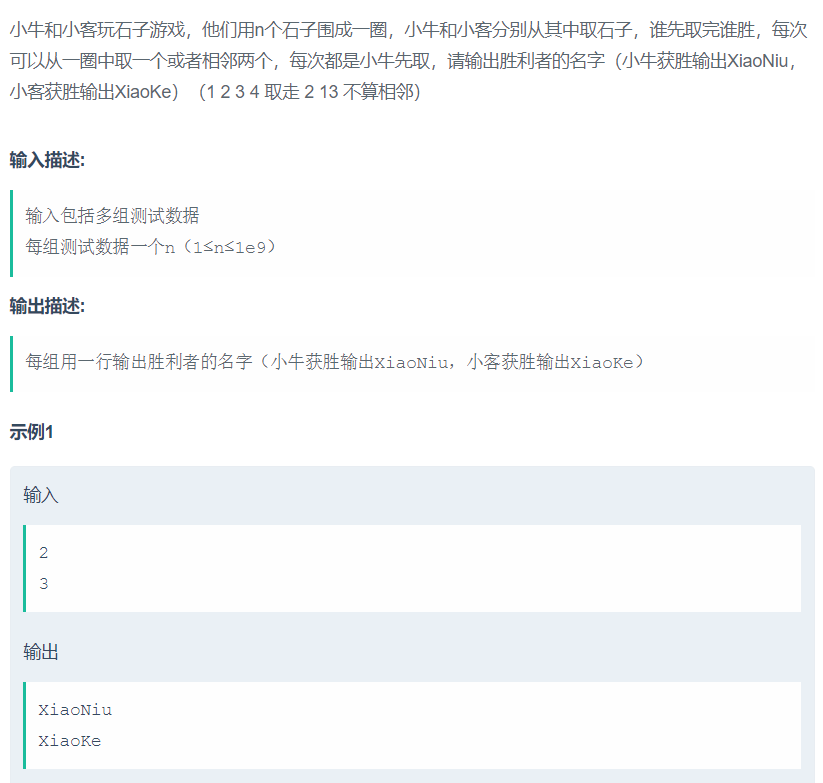 小牛和小客玩石子游戏，他们用n个石子围成一圈，小牛和小客分别从其中取石子，谁先取完谁胜，每次
可以从一圈中取一个或者相邻两个，每次都是小牛先取，请输出胜利者的名字（小牛获胜输出XiaoNiu，
小客获胜输出XiaoKe）（1 2 3 4 取走 2 13 不算相邻）
输入描述:
输入包括多组测试数据
每组测试数据一个n（1≤n≤1e9）
输出描述:
每组用一行输出胜利者的名字（小牛获胜输出XiaoNiu，小客获胜输出XiaoKe）
示例1
输入
2
3
输出
XiaoNiu
XiaoKe